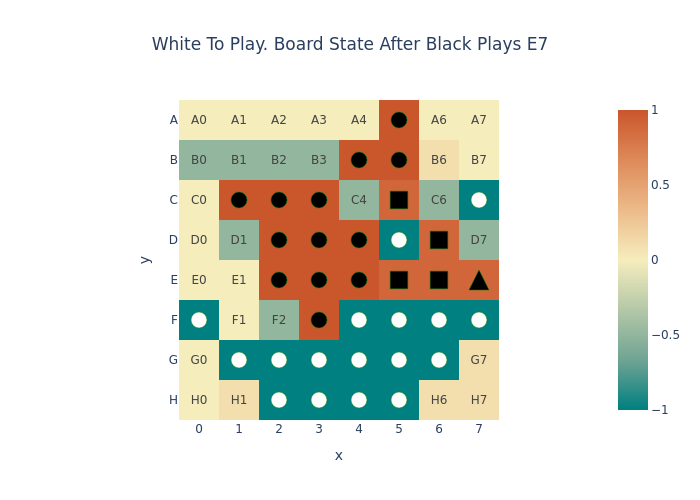 White To Play. Board State After Black Plays E7
A A0 A1 A2 A3 A4 A6 A7
B B0 B1 B2 B3 B6 B7
C C0 C4 C6
D D0 D1 D7
E E0 E1
F F1 F2
G G0 G7
H H0 H1 H6 H7
0 1 2 3 4 5 6 7
x
y
1
0.5
0
−0.5
−1